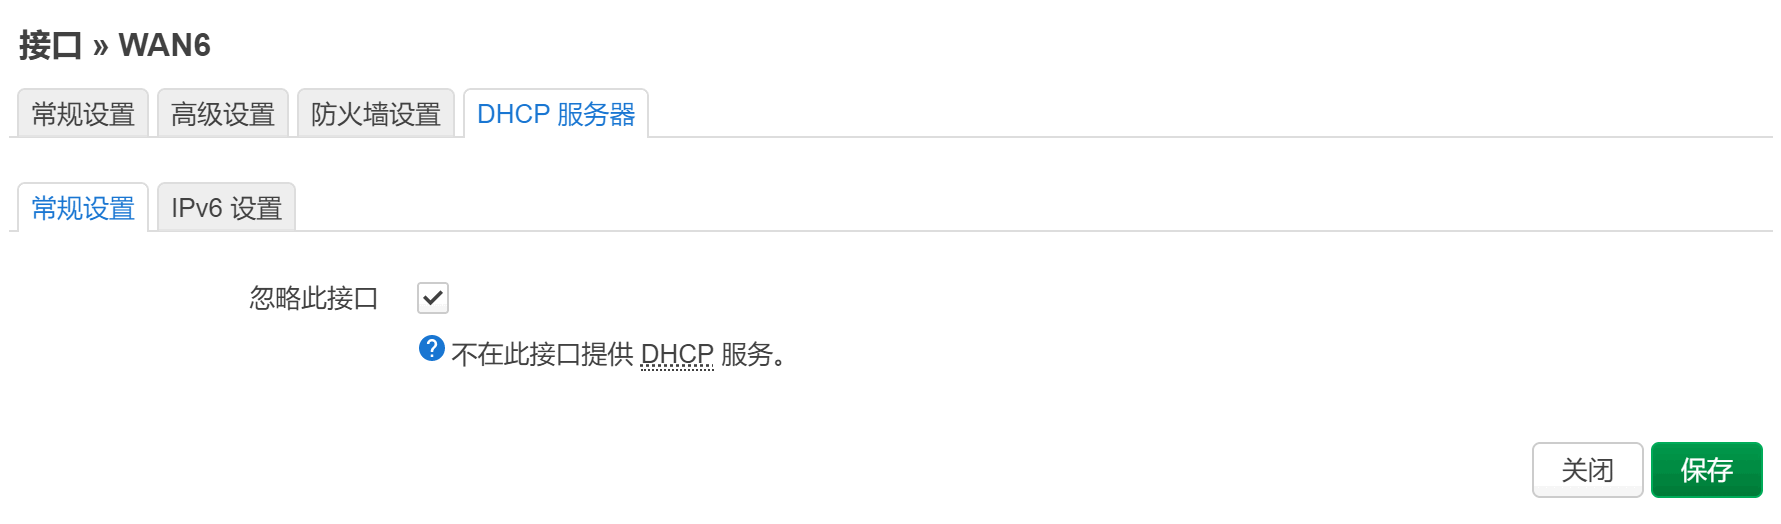 接口 » WAN6
常规设置 高级设置 防火墙设置 DHCP 服务器
常规设置 IPv6 设置
忽略此接口
不在此接口提供 DHCP 服务。
关闭 保存